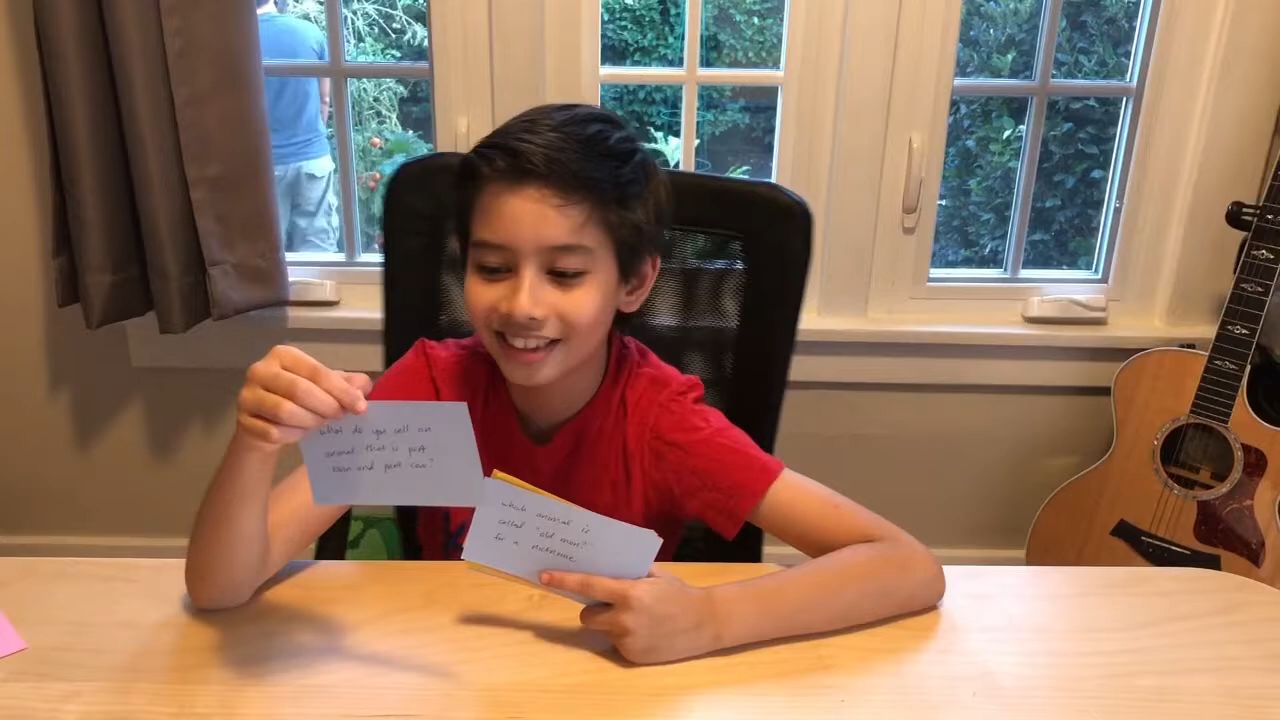 what do you call an
animal that is part
and part cow?
which animal is
called "old man"
for a nickname